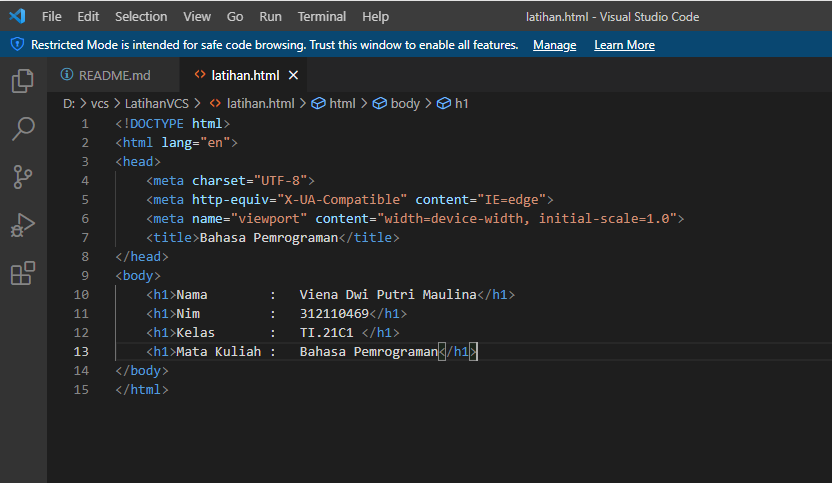 File Edit Selection View Go Run Terminal Help latihan.html - Visual Studio Code
Restricted Mode is intended for safe code browsing. Trust this window to enable all features. Manage Learn More
README.md latihan.html
D: > vcs > LatihanVCS > latihan.html > html > body > h1
1 <!DOCTYPE html>
2 <html lang="en">
3 <head>
4 <meta charset="UTF-8">
5 <meta http-equiv="X-UA-Compatible" content="IE=edge">
6 <meta name="viewport" content="width=device-width, initial-scale=1.0">
7 <title>Bahasa Pemrograman</title>
8 </head>
9 <body>
10 <h1>Nama : Viena Dwi Putri Maulina</h1>
11 <h1>Nim : 312110469</h1>
12 <h1>Kelas : TI.21C1 </h1>
13 <h1>Mata Kuliah : Bahasa Pemrograman</h1>
14 </body>
15 </html>